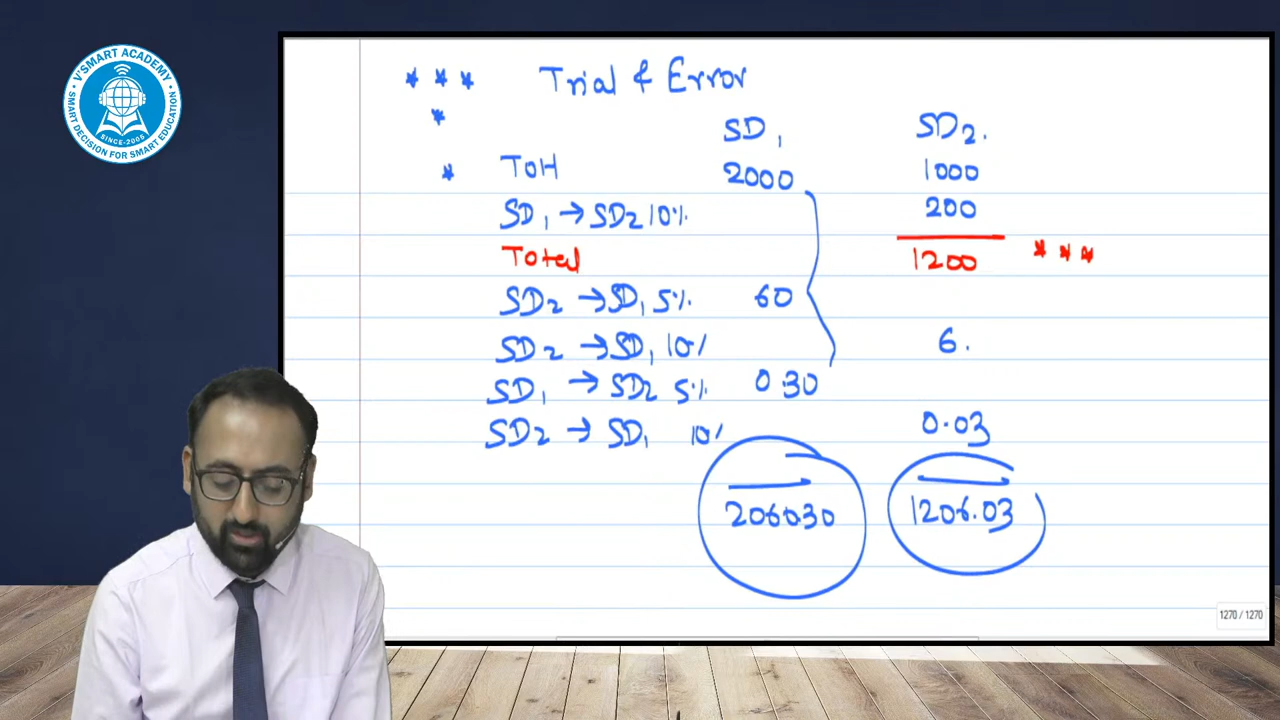 V'SMART ACADEMY
SINCE-2005
SMART DECISION FOR SMART EDUCATION
*** Trial & Error
*
SD1 SD2.
* TOH 2000 1000
SD1 → SD2 10% 200
Total 1200 ***
SD2 → SD1 5% 60
SD2 → SD1 10% 6.
SD1 → SD2 5% 0.30
SD2 → SD1 10% 0.03
2060.30 1206.03
1270 / 1270